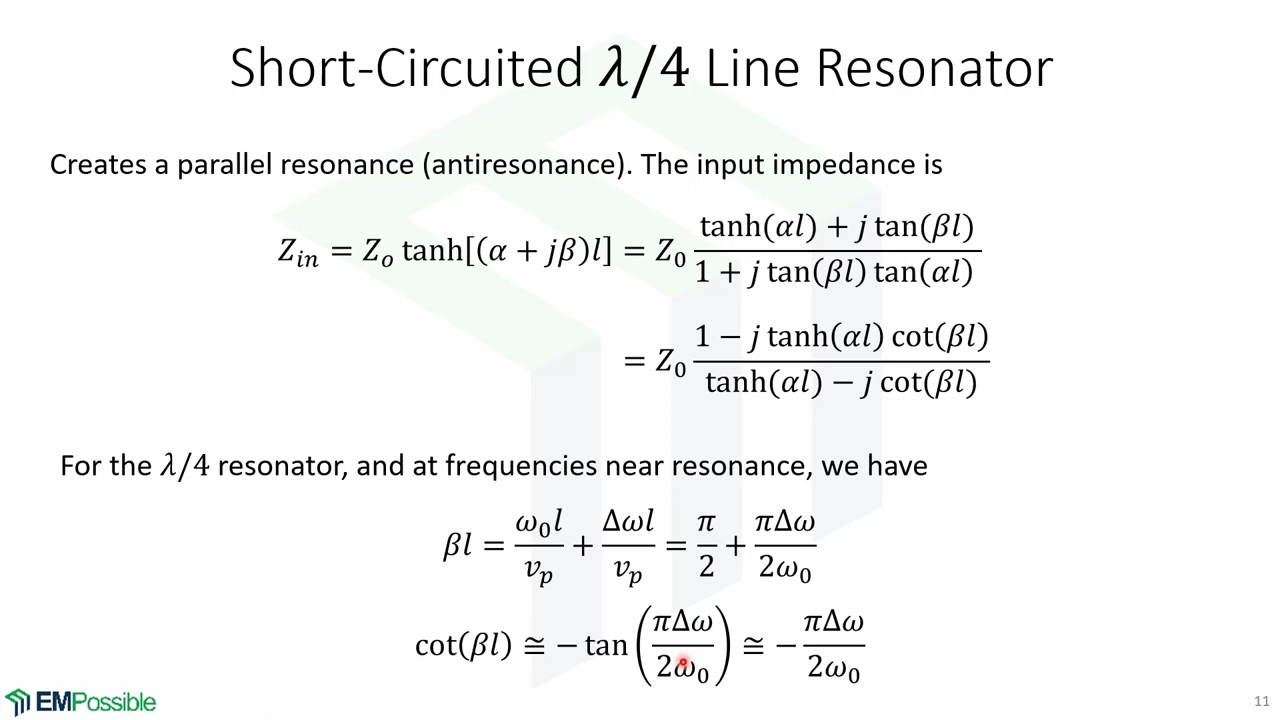 Short-Circuited λ/4 Line Resonator
Creates a parallel resonance (antiresonance). The input impedance is
Z_in = Z_o tanh[(α + jβ)l] = Z_0 (tanh(αl) + j tan(βl)) / (1 + j tan(βl) tan(αl))
= Z_0 (1 − j tanh(αl) cot(βl)) / (tanh(αl) − j cot(βl))
For the λ/4 resonator, and at frequencies near resonance, we have
βl = ω_0 l / v_p + Δωl / v_p = π / 2 + πΔω / 2ω_0
cot(βl) ≅ − tan(πΔω / 2ω_0) ≅ − πΔω / 2ω_0
EMPossible
11